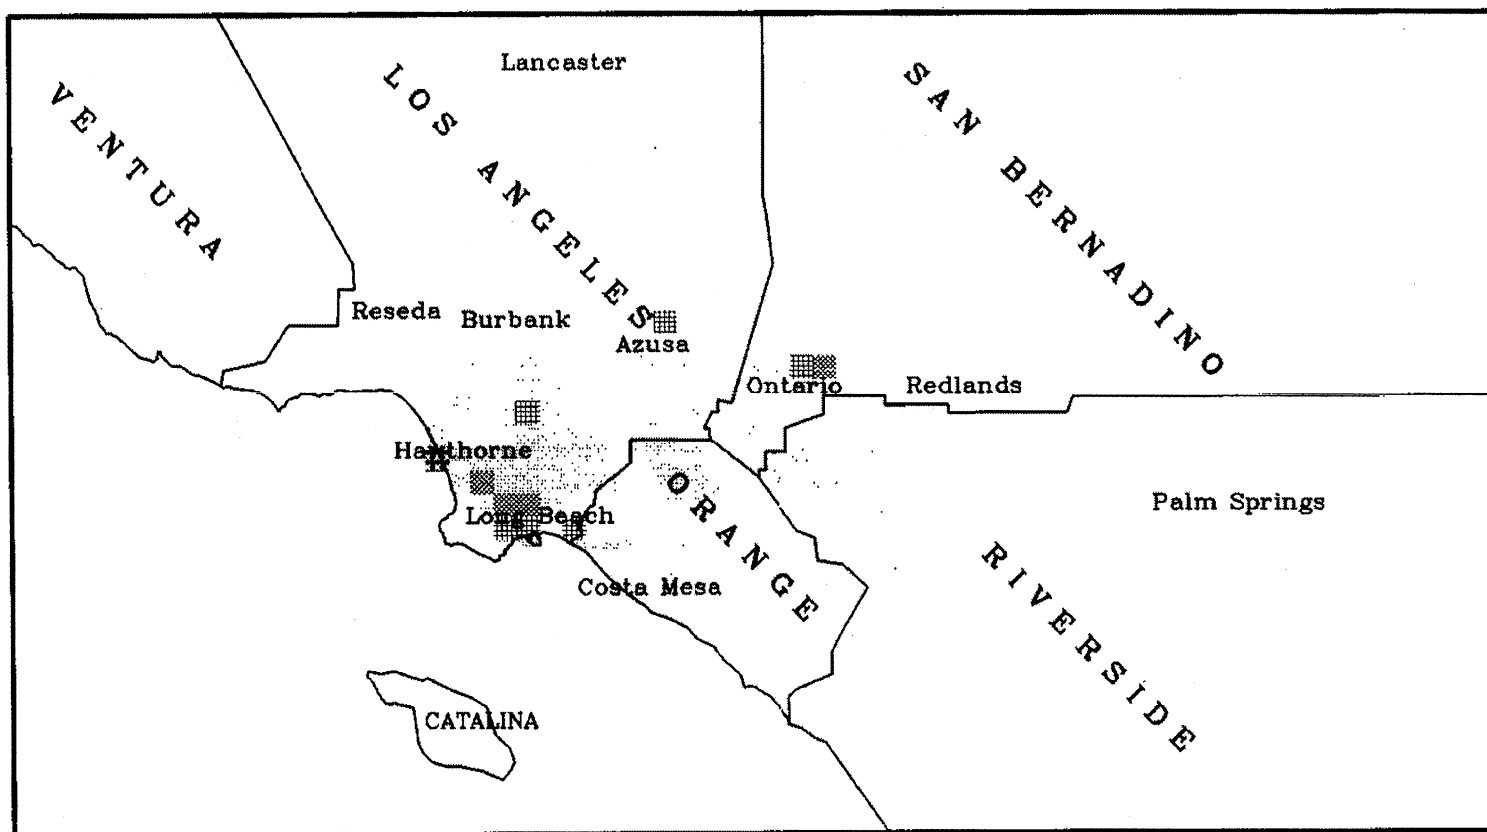 Lancaster
VENTURA
LOS ANGELES
SAN BERNADINO
Reseda
Burbank
Azusa
Ontario
Redlands
Hawthorne
Long Beach
ORANGE
Palm Springs
Costa Mesa
RIVERSIDE
CATALINA